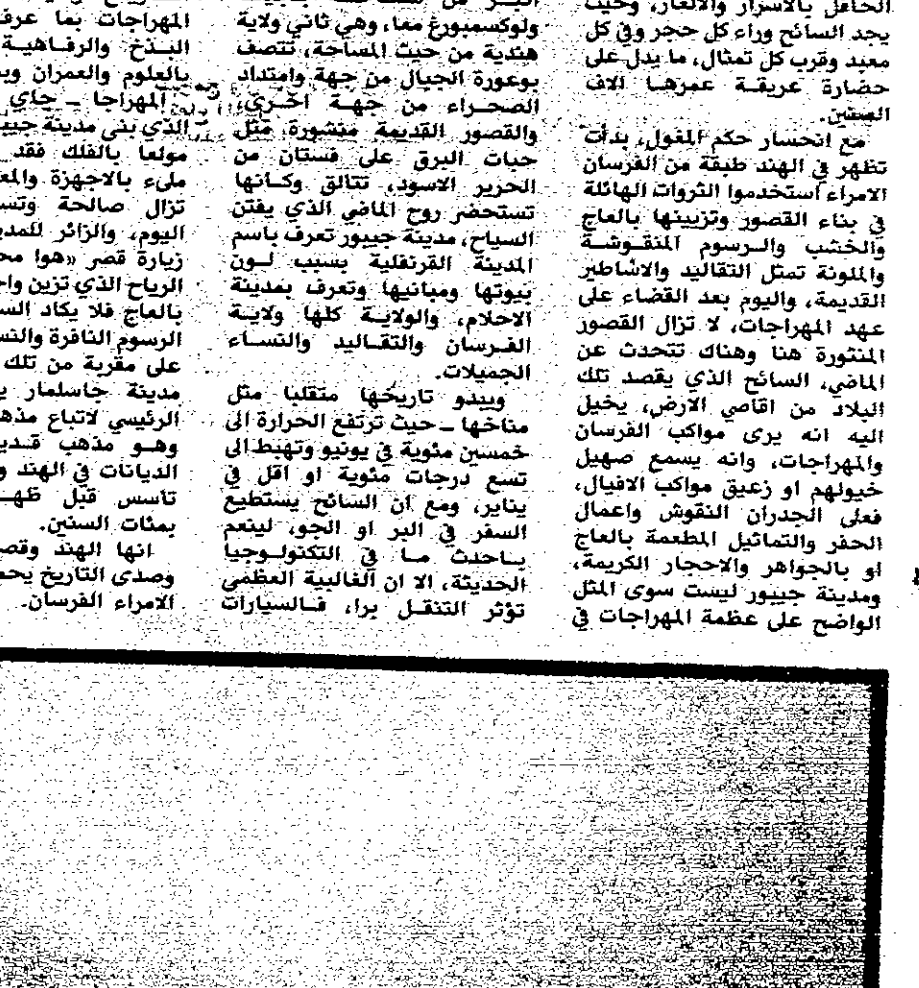 الحافل بالاسرار والالغاز، وحيث
يجد السائح وراء كل حجر وفي كل
معبد وقرب كل تمثال، ما يدل على
حضارة عريقة عمرها الاف
السنين.
مع انحسار حكم المغول، بدأت
تظهر في الهند طبقة من الفرسان
الامراء استخدموا الثروات الهائلة
في بناء القصور وتزيينها بالعاج
والخشب والرسوم المنقوشة
والملونة تمثل التقاليد والاساطير
القديمة، واليوم بعد القضاء على
عهد المهراجات، لا تزال القصور
المنثورة هنا وهناك تتحدث عن
الماضي، السائح الذي يقصد تلك
البلاد من اقاصي الارض، يخيل
اليه انه يرى مواكب الفرسان
والمهراجات، وانه يسمع صهيل
خيولهم او زعيق مواكب الافيال،
فعلى الجدران النقوش واعمال
الحفر والتماثيل المطعمة بالعاج
او بالجواهر والاحجار الكريمة،
ومدينة جيبور ليست سوى المثل
الواضح على عظمة المهراجات في
ولوكسمبورغ معا، وهي ثاني ولاية
هندية من حيث المساحة، تتصف
بوعورة الجبال من جهة وامتداد
الصحراء من جهة اخرى،
والقصور القديمة منشورة مثل
حبات البرق على فستان من
الحرير الاسود، تتالق وكأنها
تستحضر روح الماضي الذي يفتن
السياح، مدينة جيبور تعرف باسم
المدينة القرنفلية بسبب لون
بيوتها ومبانيها وتعرف بمدينة
الاحلام، والولاية كلها ولاية
الفرسان والتقاليد والنساء
الجميلات.
ويبدو تاريخها متقلبا مثل
مناخها - حيث ترتفع الحرارة الى
خمسين مئوية في يونيو وتهبط الى
تسع درجات مئوية او اقل في
يناير، ومع ان السائح يستطيع
السفر في البر او الجو، لينعم
باحدث ما في التكنولوجيا
الحديثة، الا ان الغالبية العظمى
تؤثر التنقل برا، فالسيارات
المهراجات بما عرف
البذخ والرفاهية
بالعلوم والعمران
المهراجا - جاي
الذي بنى مدينة
مولعا بالفلك فقد
مليء بالاجهزة
تزال صالحة
اليوم، والزائر
زيارة قصر «هوا
الرياح الذي تزين
بالعاج فلا يكاد
الرسوم النافرة
على مقربة من تلك
مدينة جاسلمار
الرئيسي لاتباع
وهو مذهب
الديانات في الهند
تاسس قبل
بمئات السنين.
انها الهند
وصدى التاريخ
الامراء الفرسان.